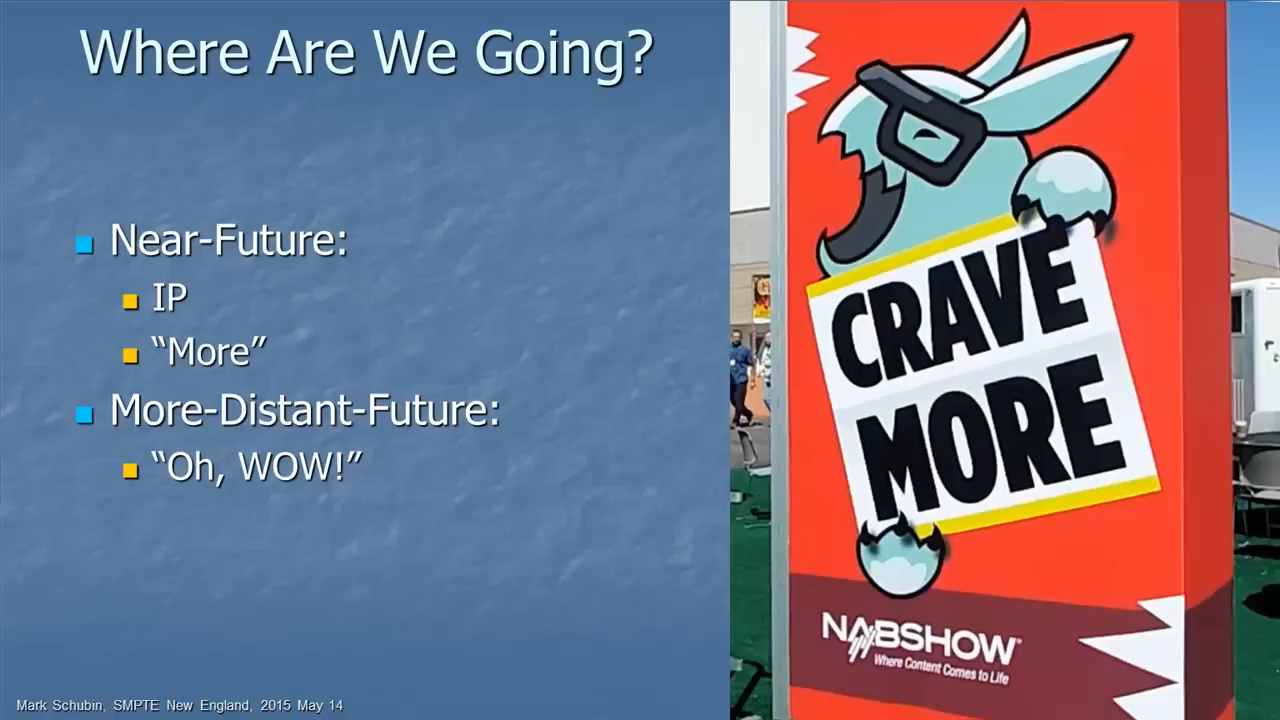 Where Are We Going?
Near-Future:
IP
“More”
More-Distant-Future:
“Oh, WOW!”
Mark Schubin, SMPTE New England, 2015 May 14
CRAVE
MORE
NABSHOW
Where Content Comes to Life